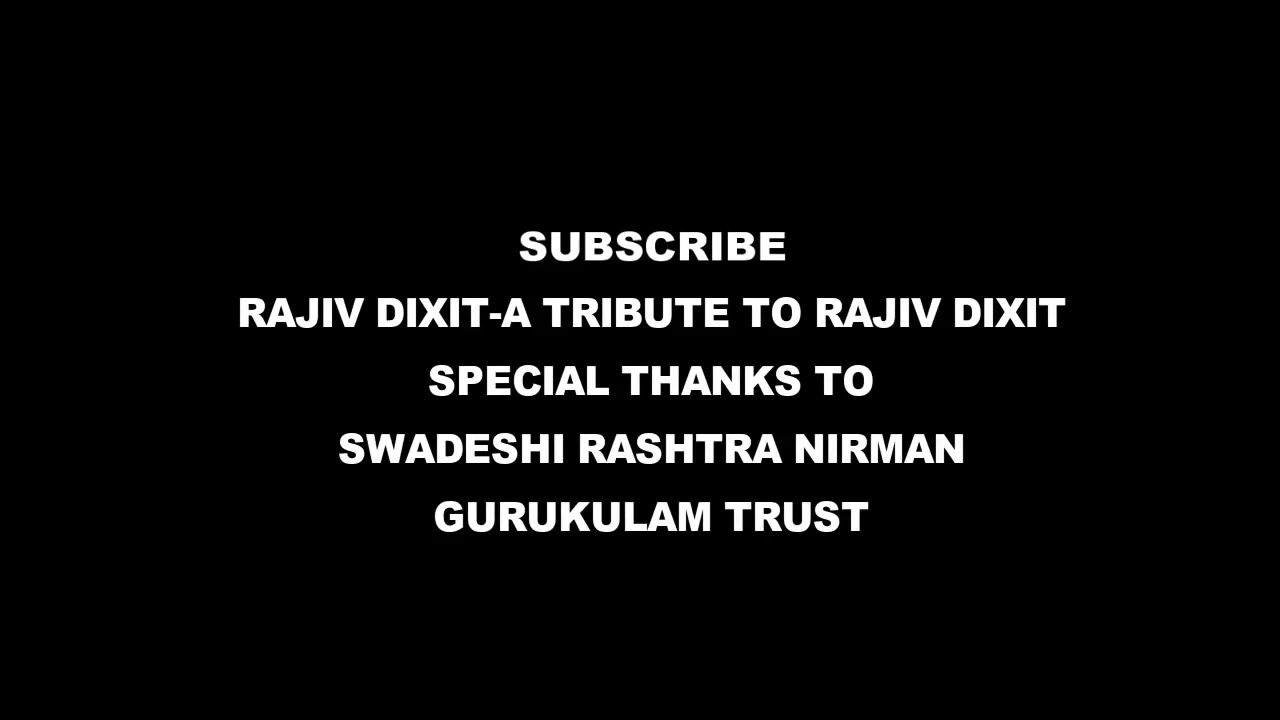 SUBSCRIBE
RAJIV DIXIT-A TRIBUTE TO RAJIV DIXIT
SPECIAL THANKS TO
SWADESHI RASHTRA NIRMAN
GURUKULAM TRUST